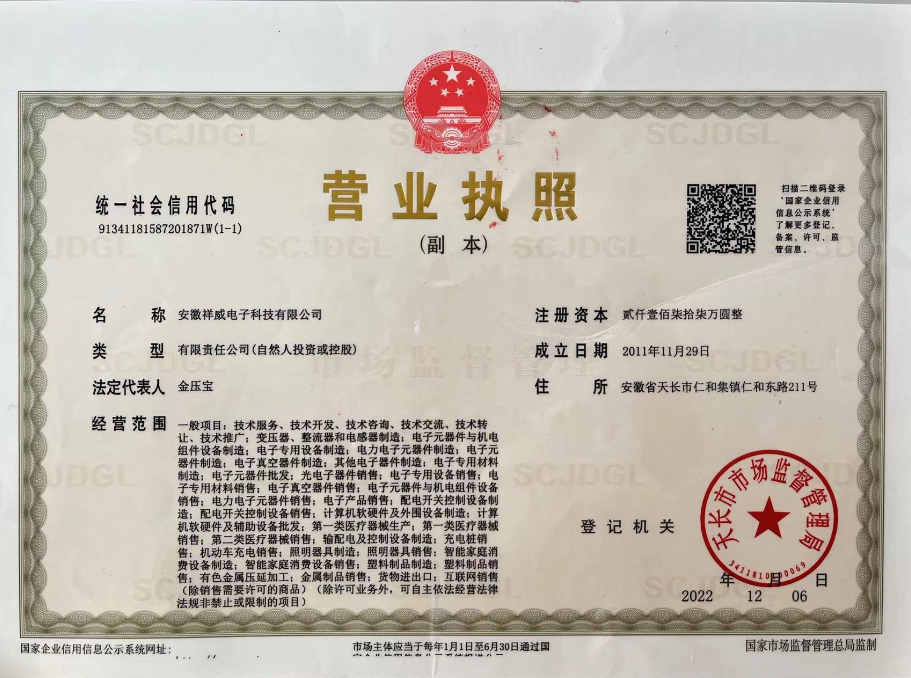 营业执照
(副 本)
统一社会信用代码
91341181587201871W(1-1)
扫描二维码登录
‘国家企业信用
信息公示系统’
了解更多登记、
备案、许可、监
管信息。
名 称 安徽祥威电子科技有限公司
类 型 有限责任公司(自然人投资或控股)
法定代表人 金压宝
经营范围 一般项目：技术服务、技术开发、技术咨询、技术交流、技术转
让、技术推广；变压器、整流器和电感器制造；电子元器件与机电
组件设备制造；电子专用设备制造；电力电子元器件制造；电子元
器件制造；电子真空器件制造；其他电子器件制造；电子专用材料
制造；电子元器件批发；光电子器件销售；电子专用设备销售；电
子专用材料销售；电子真空器件销售；电子元器件与机电组件设备
销售；电力电子元器件销售；电子产品销售；配电开关控制设备制
造；配电开关控制设备销售；计算机软硬件及外围设备制造；计算
机软硬件及辅助设备批发；第一类医疗器械生产；第一类医疗器械
销售；第二类医疗器械销售；输配电及控制设备制造；充电桩销
售；机动车充电销售；照明器具制造；照明器具销售；智能家庭消
费设备制造；智能家庭消费设备销售；塑料制品制造；塑料制品销
售；有色金属压延加工；金属制品销售；货物进出口；互联网销售
（除销售需要许可的商品）（除许可业务外，可自主依法经营法律
法规非禁止或限制的项目）
注册资本 贰仟壹佰柒拾柒万圆整
成立日期 2011年11月29日
住 所 安徽省天长市仁和集镇仁和东路211号
登记机关
天长市市场监督管理局
年 月 日
2022 12 06
国家企业信用信息公示系统网址：
市场主体应当于每年1月1日至6月30日通过国
国家市场监督管理总局监制
SCJDGL
市场监督管理